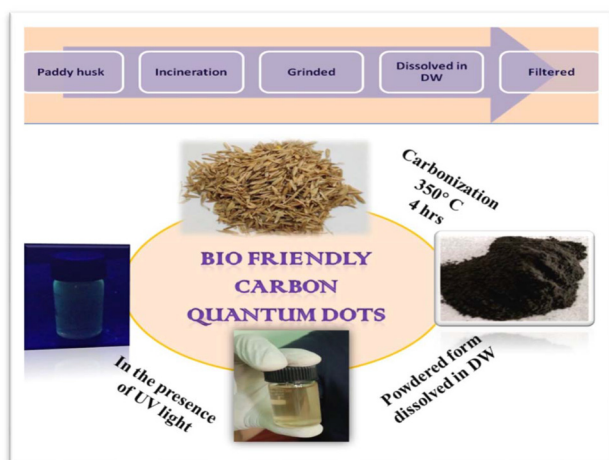 Paddy husk
Incineration
Grinded
Dissolved in
DW
Filtered
Carbonization
350° C
4 hrs
BIO FRIENDLY
CARBON
QUANTUM DOTS
Powdered form
dissolved in DW
In the presence
of UV light